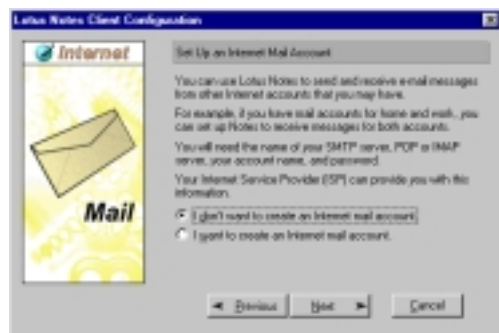 Lotus Notes Client Configuration
Internet
Mail
Set Up an Internet Mail Account
You can use Lotus Notes to send and receive e-mail messages
from other Internet accounts that you may have.
For example, if you have mail accounts for home and work, you
can set up Notes to receive messages for both accounts.
You will need the name of your SMTP server, POP or IMAP
server, your account name, and password.
Your Internet Service Provider (ISP) can provide you with this
information.
I don't want to create an Internet mail account.
I want to create an Internet mail account.
Previous
Next
Cancel